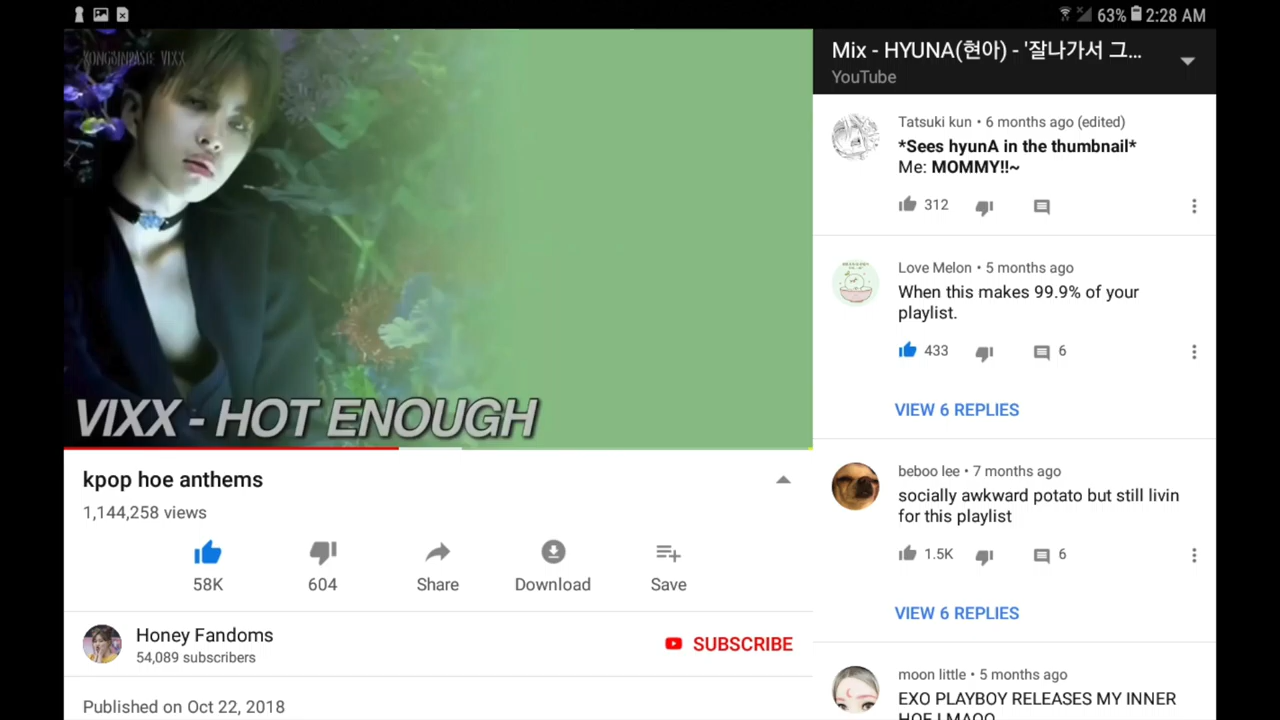 63% 2:28 AM
KONGSINPASTE VIXX
VIXX - HOT ENOUGH
kpop hoe anthems
1,144,258 views
58K
604
Share
Download
Save
Honey Fandoms
54,089 subscribers
SUBSCRIBE
Published on Oct 22, 2018
Mix - HYUNA(현아) - '잘나가서 그...
YouTube
Tatsuki kun • 6 months ago (edited)
*Sees hyunA in the thumbnail*
Me: MOMMY!!~
312
Love Melon • 5 months ago
When this makes 99.9% of your
playlist.
433
6
VIEW 6 REPLIES
beboo lee • 7 months ago
socially awkward potato but still livin
for this playlist
1.5K
6
VIEW 6 REPLIES
moon little • 5 months ago
EXO PLAYBOY RELEASES MY INNER
HOE LMAOO